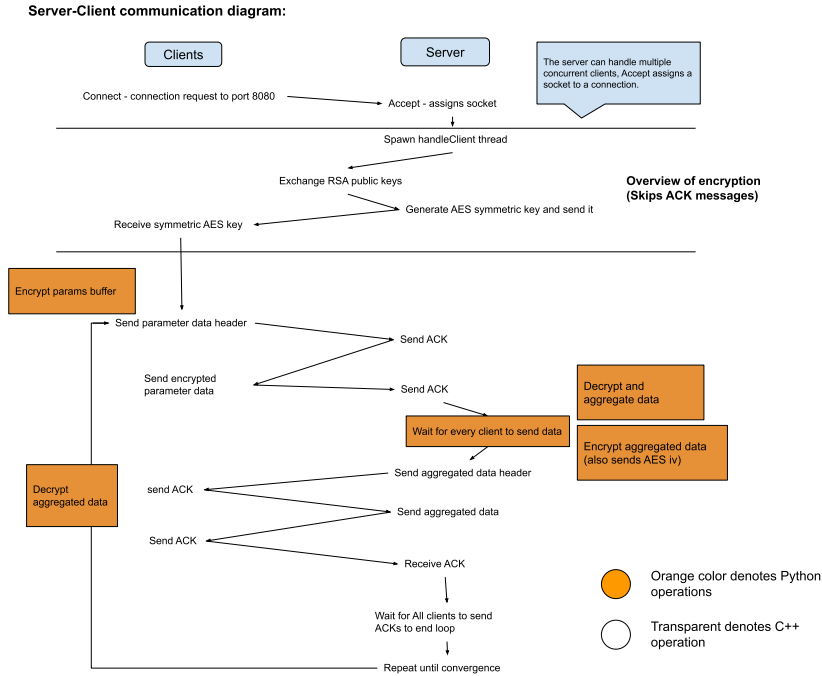 Server-Client communication diagram:
Clients
Server
The server can handle multiple
concurrent clients, Accept assigns a
socket to a connection.
Connect - connection request to port 8080
Accept - assigns socket
Spawn handleClient thread
Exchange RSA public keys
Overview of encryption
(Skips ACK messages)
Generate AES symmetric key and send it
Receive symmetric AES key
Encrypt params buffer
Send parameter data header
Send ACK
Send encrypted
parameter data
Send ACK
Decrypt and
aggregate data
Wait for every client to send data
Encrypt aggregated data
(also sends AES iv)
Send aggregated data header
Decrypt
aggregated data
send ACK
Send aggregated data
Send ACK
Receive ACK
Orange color denotes Python
operations
Wait for All clients to send
ACKs to end loop
Transparent denotes C++
operation
Repeat until convergence